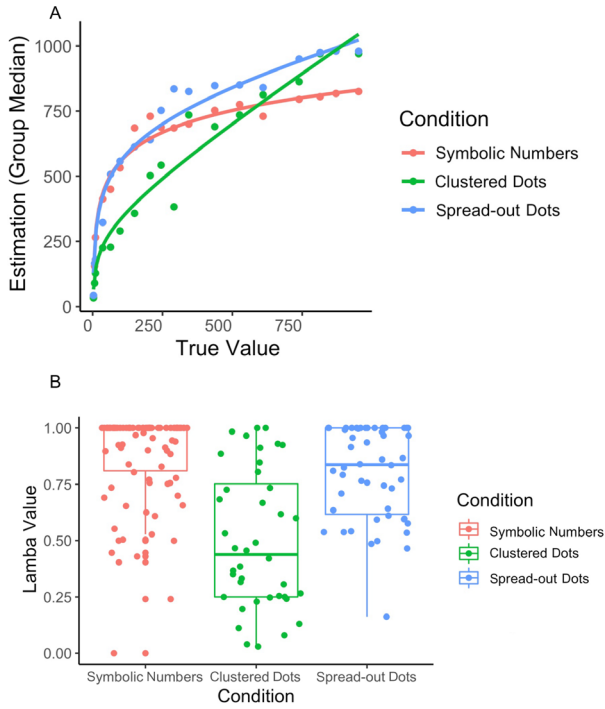 A
Estimation (Group Median)
1000
750
500
250
0
0
250
500
750
True Value
Condition
Symbolic Numbers
Clustered Dots
Spread-out Dots
B
Lamba Value
1.00
0.75
0.50
0.25
0.00
Symbolic Numbers
Clustered Dots
Spread-out Dots
Condition
Condition
Symbolic Numbers
Clustered Dots
Spread-out Dots